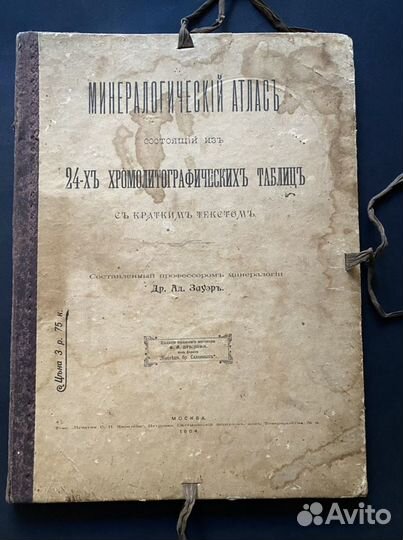 МИНЕРАЛОГИЧЕСКІЙ АТЛАСЪ
СОСТОЯЩІЙ ИЗЪ
24-ХЪ ХРОМОЛИТОГРАФИЧЕСКИХЪ ТАБЛИЦЪ
СЪ КРАТКИМЪ ТЕКСТОМЪ.
Составленный профессоромъ минералогіи
Др. Ал. Зауэръ.
Цѣна 3 р. 75 к.
МОСКВА.
1904.
Avito